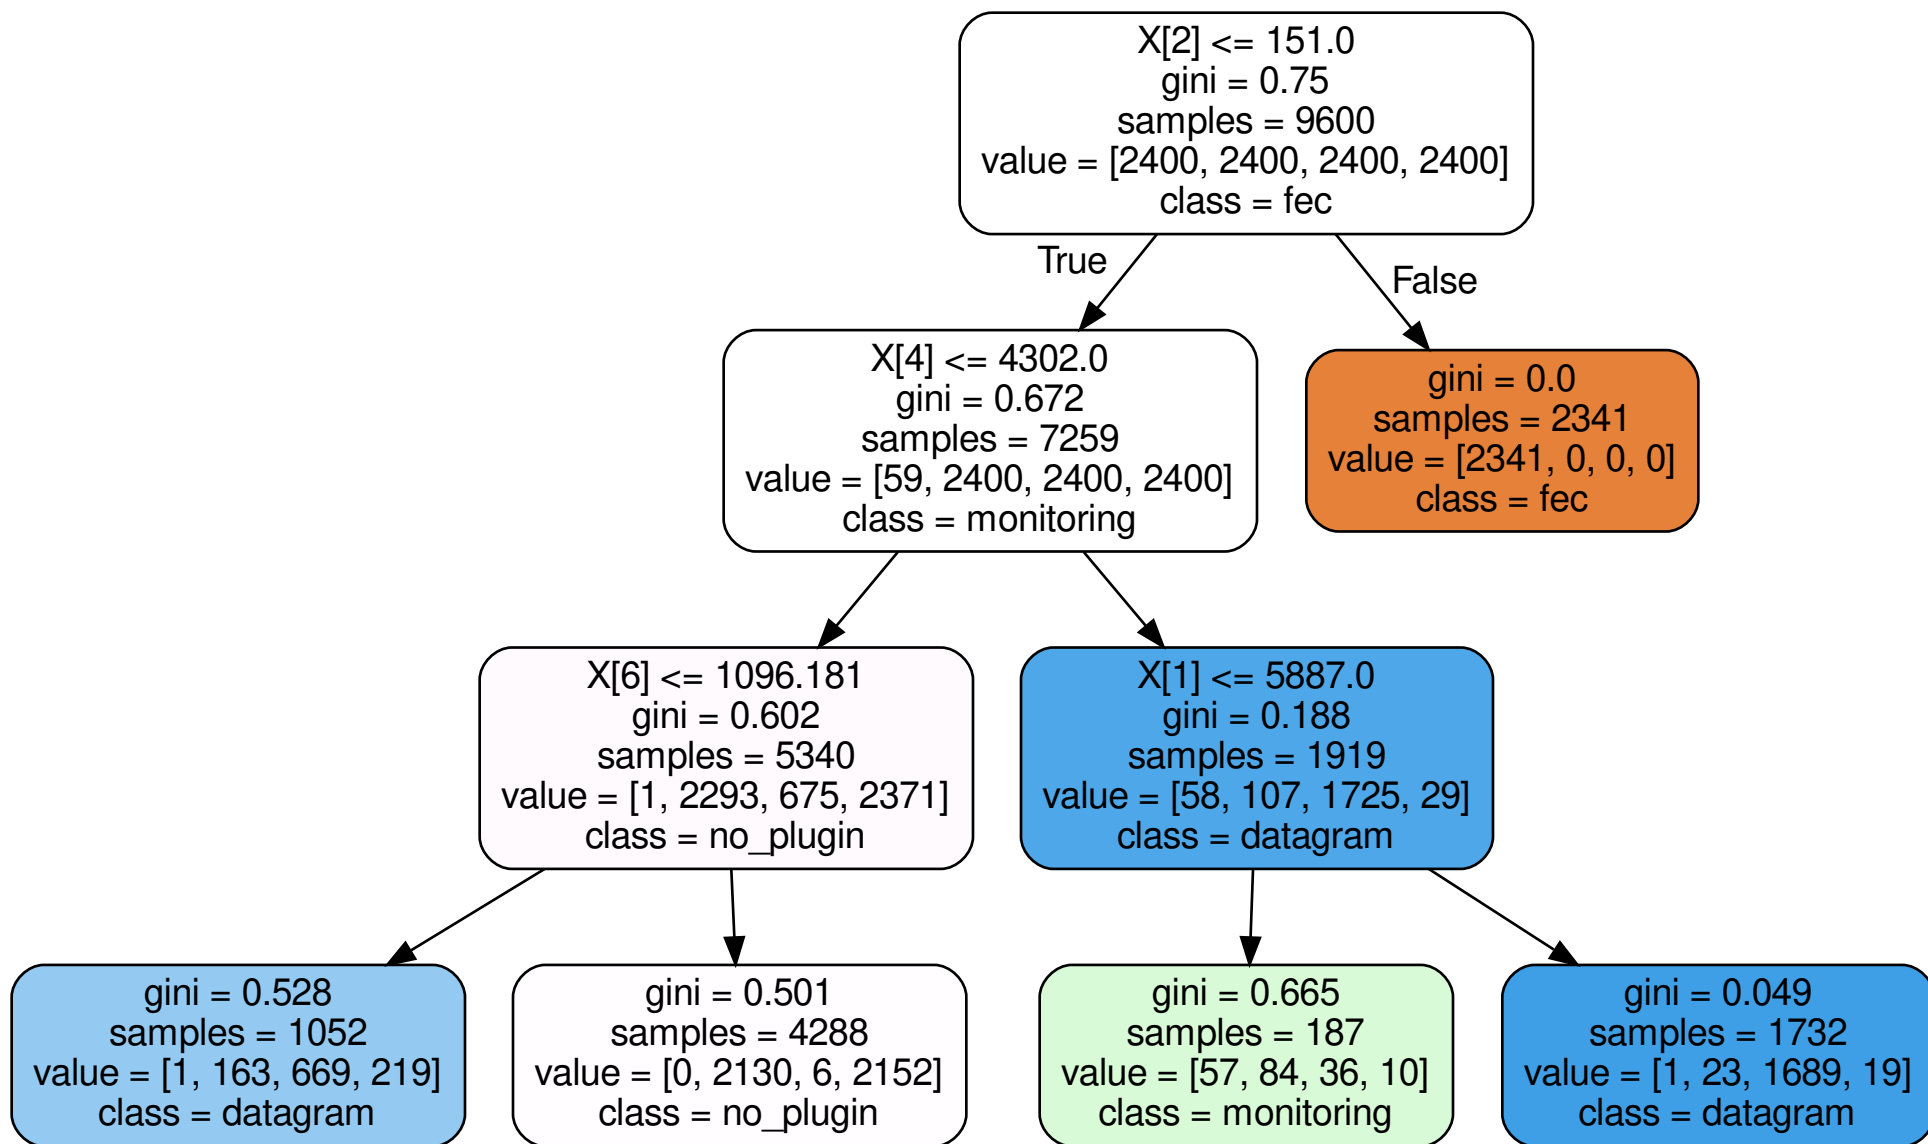 X[2] <= 151.0
gini = 0.75
samples = 9600
value = [2400, 2400, 2400, 2400]
class = fec
True
False
X[4] <= 4302.0
gini = 0.672
samples = 7259
value = [59, 2400, 2400, 2400]
class = monitoring
gini = 0.0
samples = 2341
value = [2341, 0, 0, 0]
class = fec
X[6] <= 1096.181
gini = 0.602
samples = 5340
value = [1, 2293, 675, 2371]
class = no_plugin
X[1] <= 5887.0
gini = 0.188
samples = 1919
value = [58, 107, 1725, 29]
class = datagram
gini = 0.528
samples = 1052
value = [1, 163, 669, 219]
class = datagram
gini = 0.501
samples = 4288
value = [0, 2130, 6, 2152]
class = no_plugin
gini = 0.665
samples = 187
value = [57, 84, 36, 10]
class = monitoring
gini = 0.049
samples = 1732
value = [1, 23, 1689, 19]
class = datagram